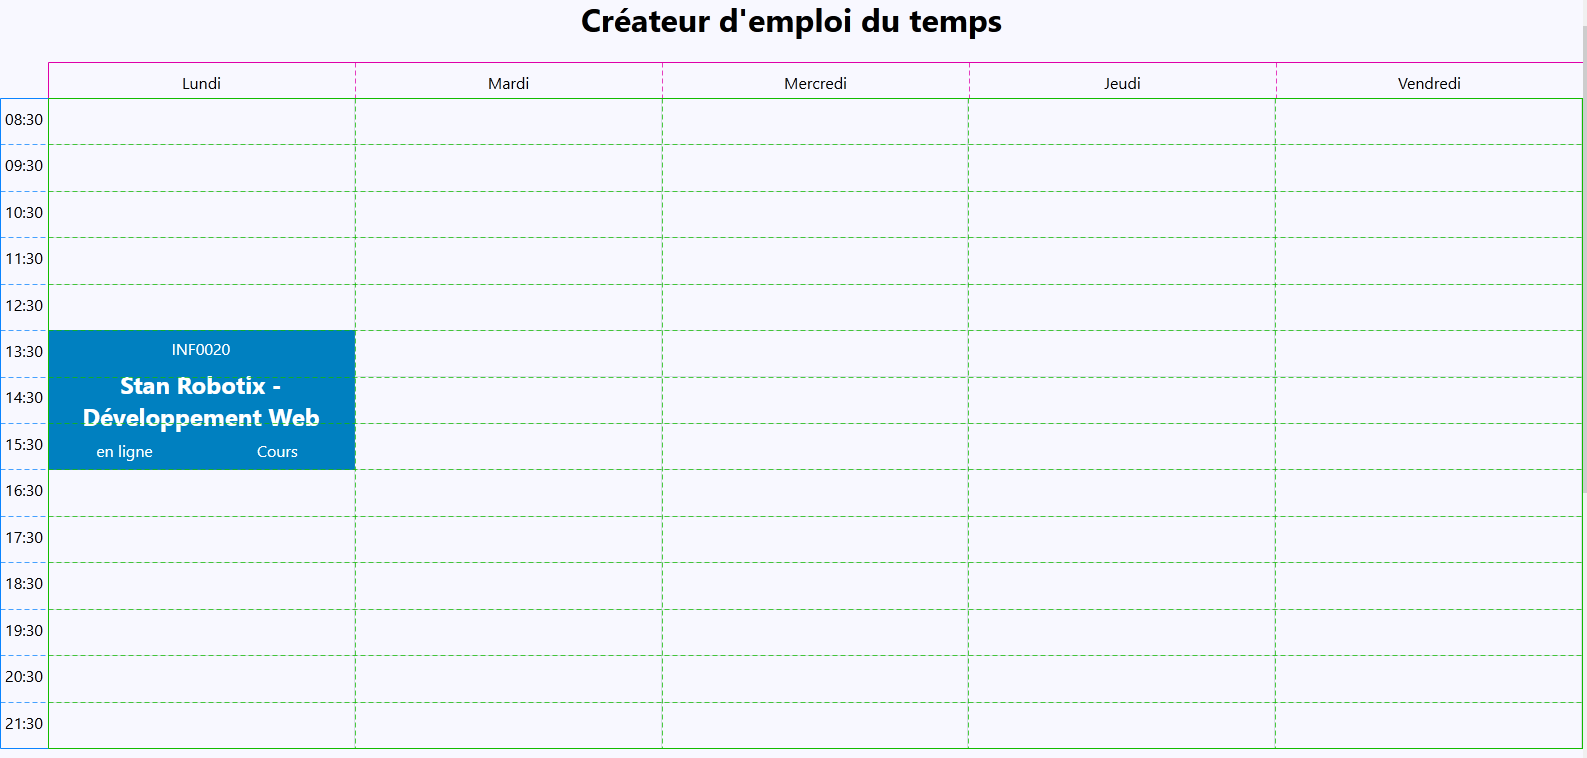 Créateur d'emploi du temps
Lundi Mardi Mercredi Jeudi Vendredi
08:30
09:30
10:30
11:30
12:30
13:30
INF0020
Stan Robotix -
14:30
Développement Web
15:30
en ligne Cours
16:30
17:30
18:30
19:30
20:30
21:30